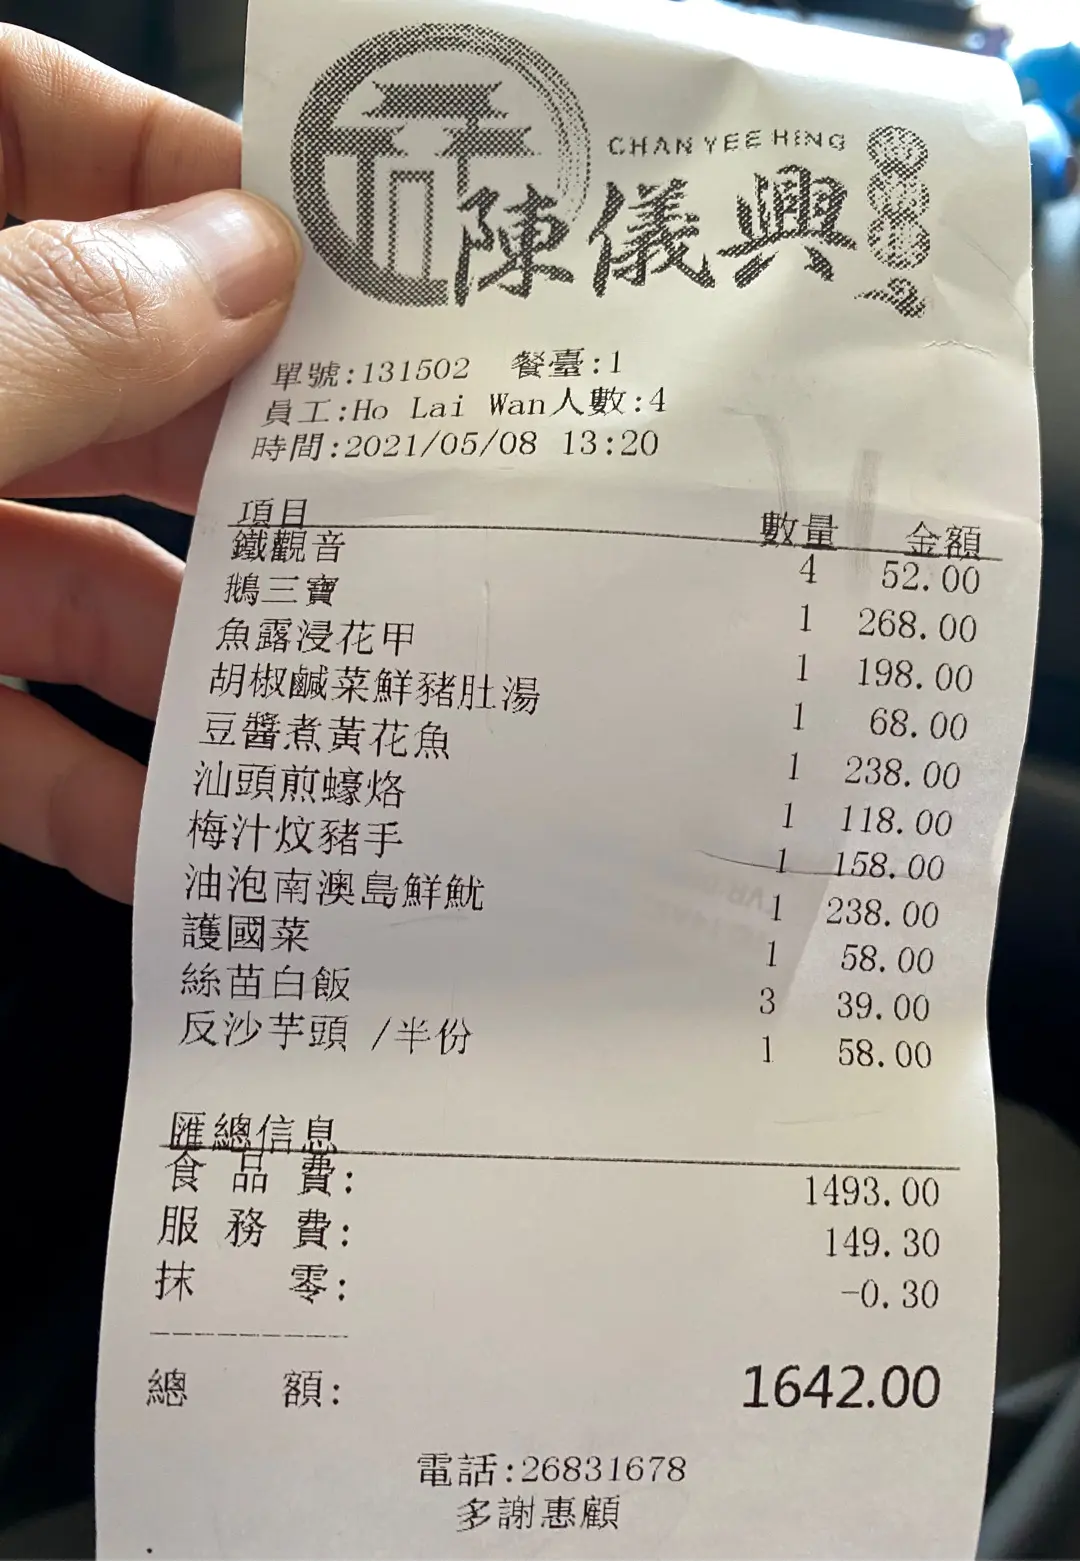 CHAN YEE HING
陳儀興
單號:131502 餐臺:1
員工:Ho Lai Wan人數:4
時間:2021/05/08 13:20
項目 數量 金額
鐵觀音 4 52.00
鵝三寶 1 268.00
魚露浸花甲 1 198.00
胡椒鹹菜鮮豬肚湯 1 68.00
豆醬煮黃花魚 1 238.00
汕頭煎蠔烙 1 118.00
梅汁炆豬手 1 158.00
油泡南澳島鮮魷 1 238.00
護國菜 1 58.00
絲苗白飯 3 39.00
反沙芋頭 /半份 1 58.00
匯總信息
食品費: 1493.00
服務費: 149.30
抹零: -0.30
總額: 1642.00
電話:26831678
多謝惠顧